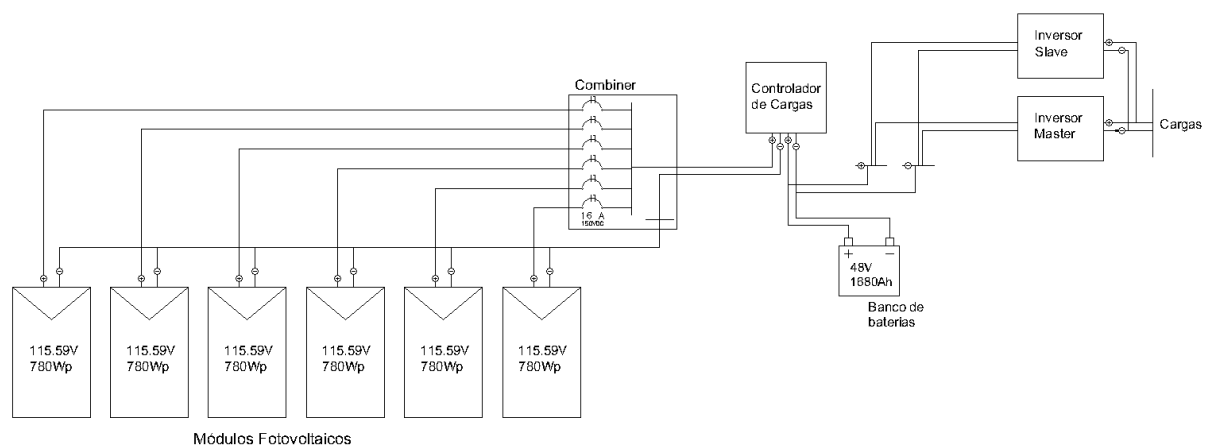 Inversor
Slave
Combiner
Controlador
de Cargas
Inversor
Master
Cargas
16 A
150VDC
+ −
48V
1680Ah
Banco de
baterias
115.59V
780Wp
115.59V
780Wp
115.59V
780Wp
115.59V
780Wp
115.59V
780Wp
115.59V
780Wp
Módulos Fotovoltaicos